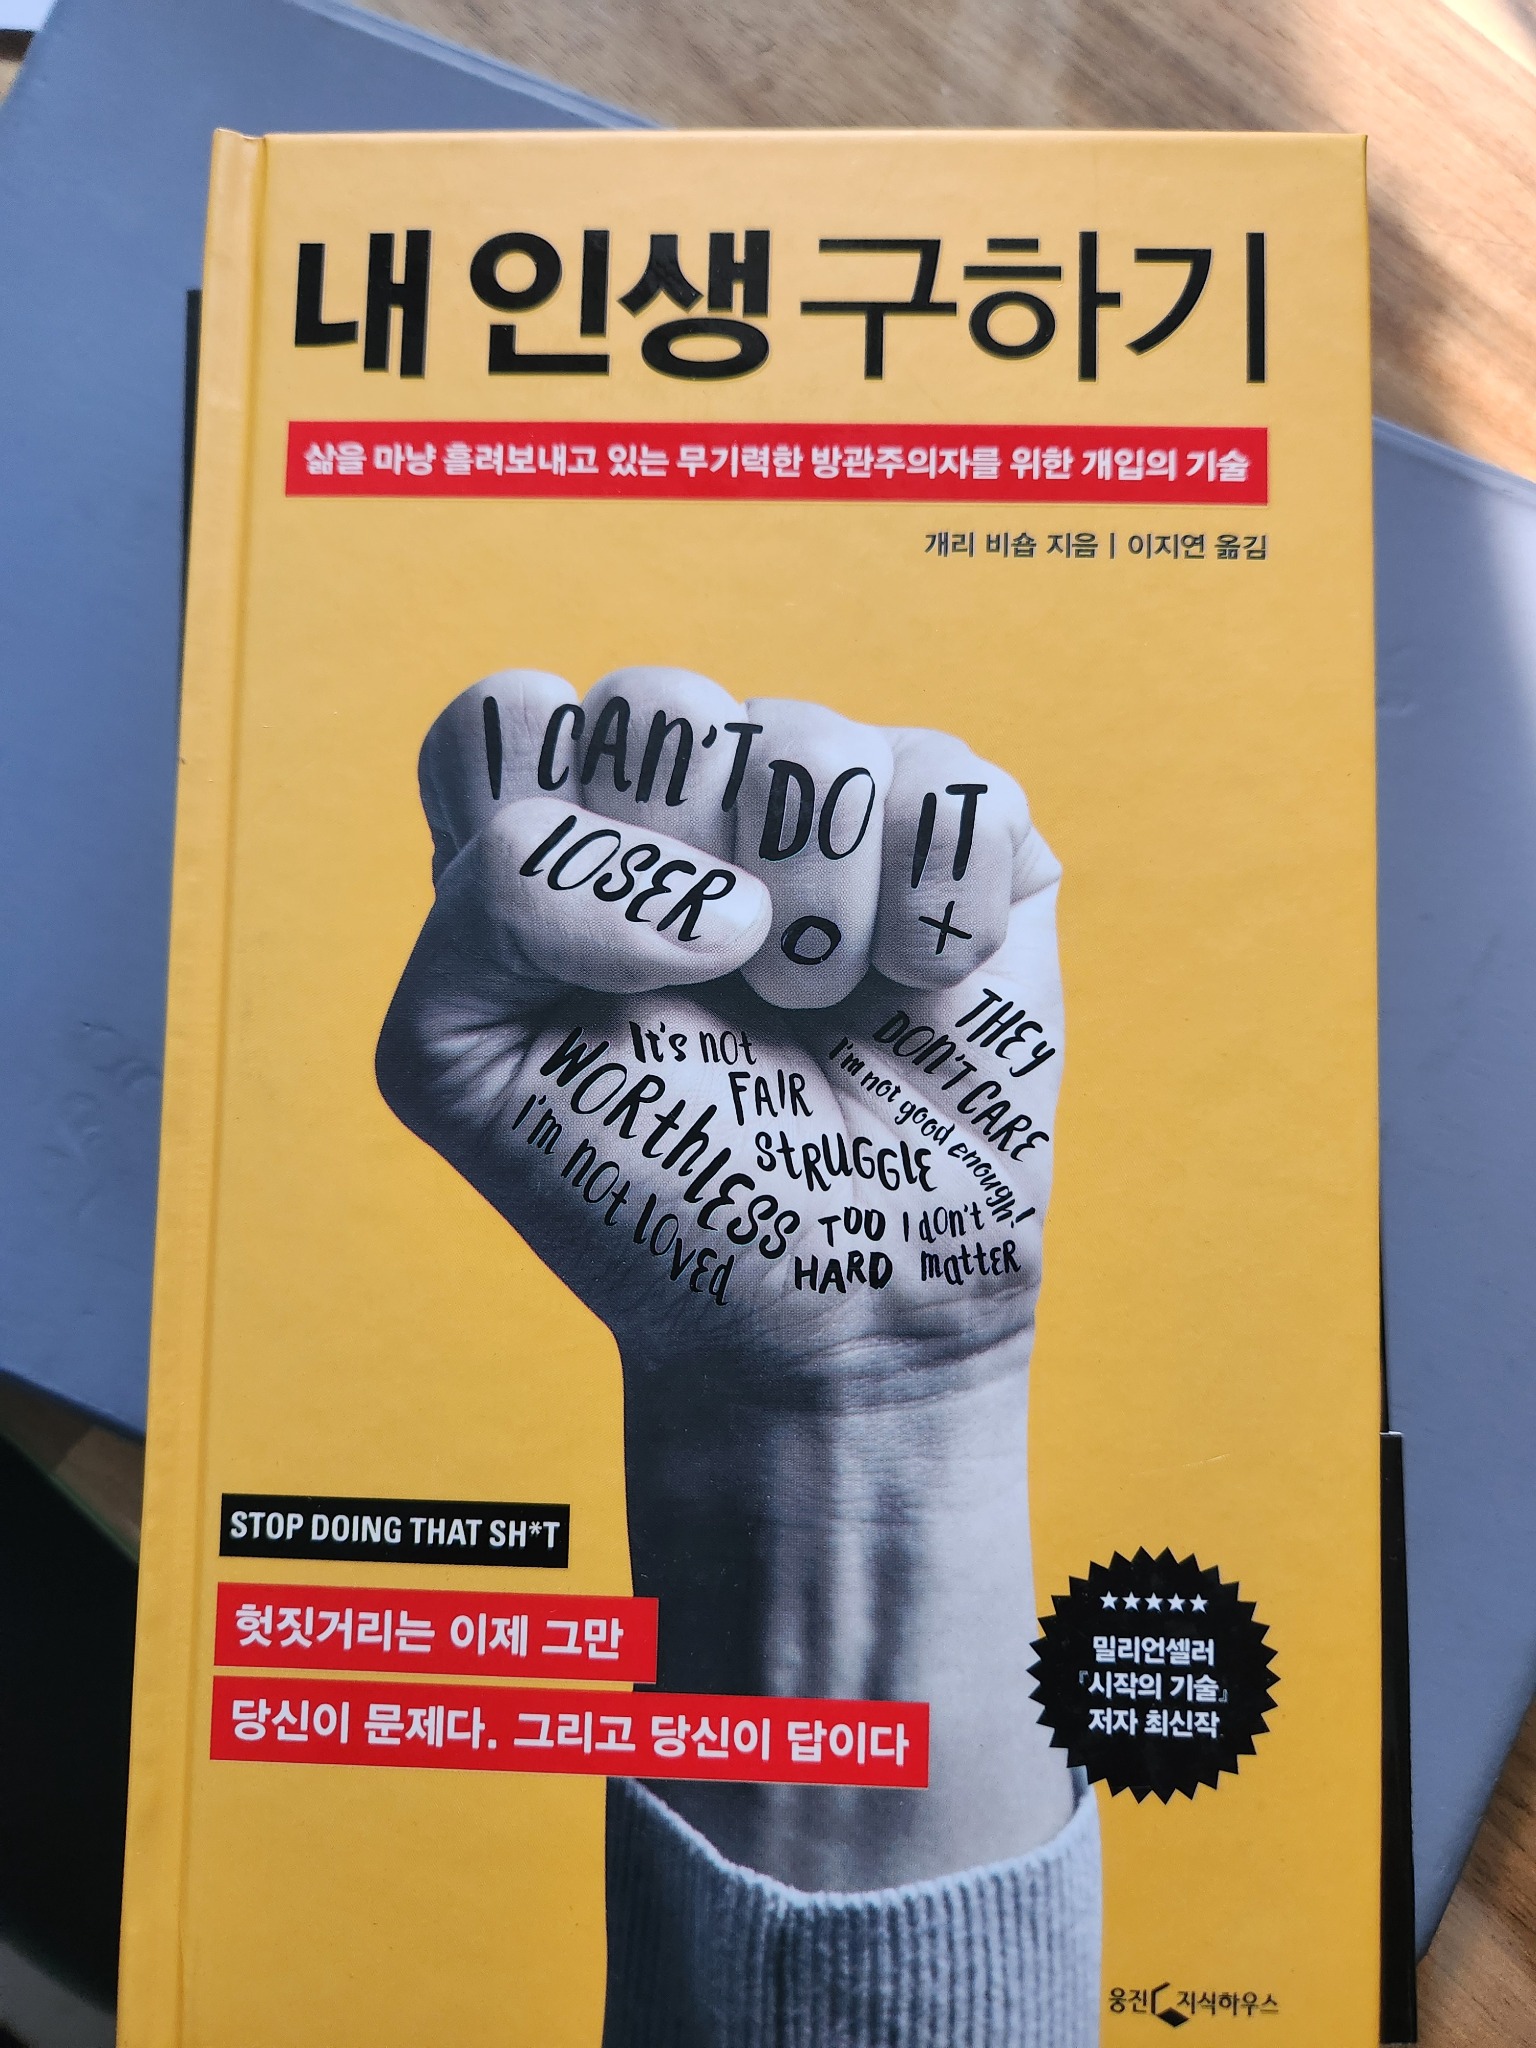 내 인생 구하기
삶을 마냥 흘려보내고 있는 무기력한 방관주의자를 위한 개입의 기술
개리 비숍 지음 | 이지연 옮김
I CAN'T DO IT
LOSER
O
X
THEY
DON'T CARE
I'm not good enough!
It's not
FAIR
WORthLESS
I'm not loved
StRUGGLE
TOO
HARD
I don't
mattER
STOP DOING THAT SH*T
헛짓거리는 이제 그만
당신이 문제다. 그리고 당신이 답이다
★★★★★
밀리언셀러
『시작의 기술』
저자 최신작
웅진 지식하우스